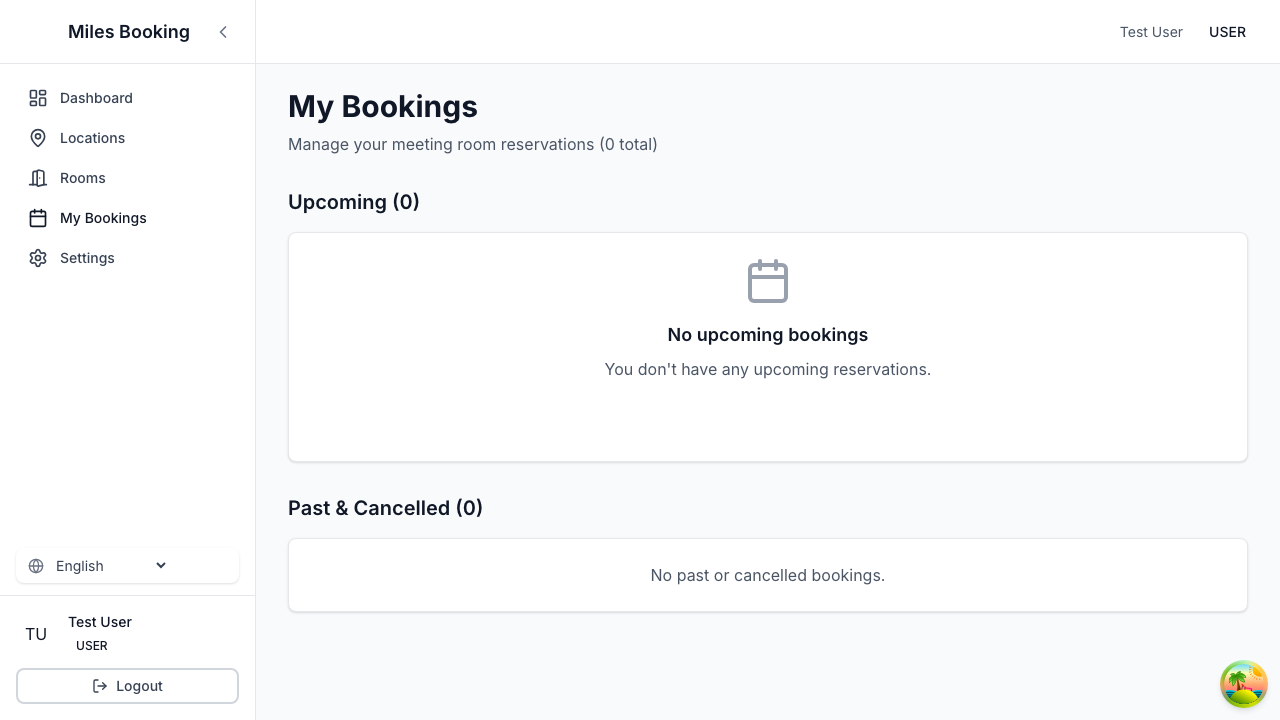 Miles Booking
Test User
USER
Dashboard
Locations
Rooms
My Bookings
Settings
English
Test User
TU
USER
Logout
My Bookings
Manage your meeting room reservations (0 total)
Upcoming (0)
No upcoming bookings
You don't have any upcoming reservations.
Past & Cancelled (0)
No past or cancelled bookings.